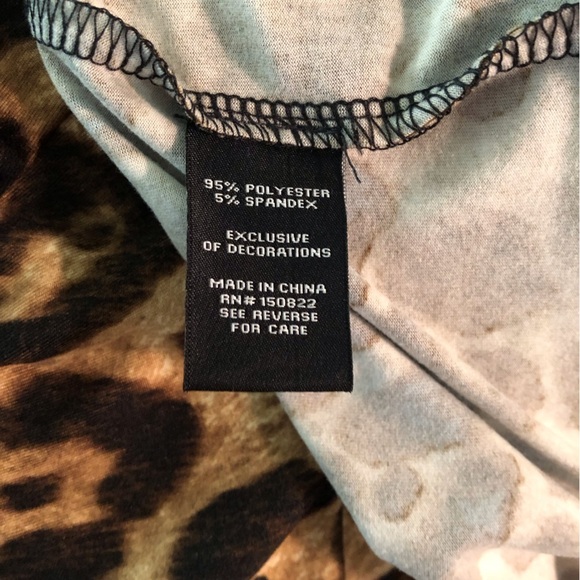 95% POLYESTER
5% SPANDEX
EXCLUSIVE
OF DECORATIONS
MADE IN CHINA
RN# 150822
SEE REVERSE
FOR CARE